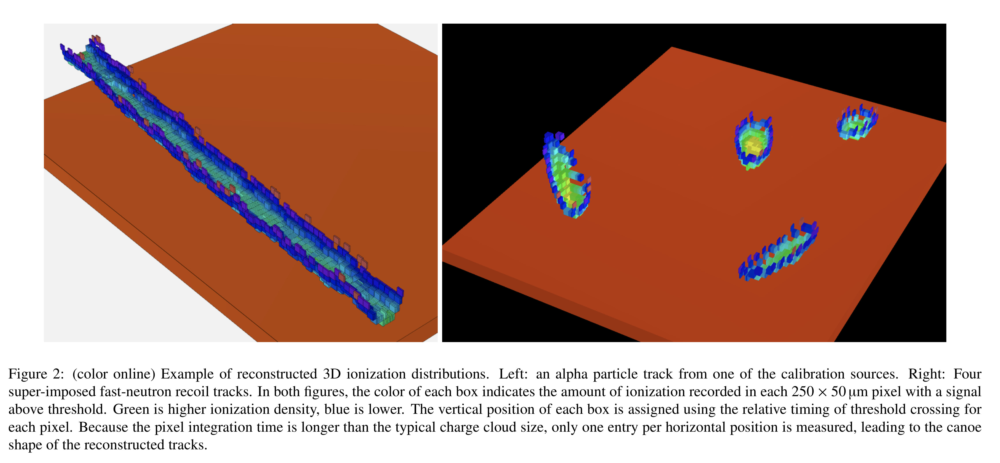 Figure 2: (color online) Example of reconstructed 3D ionization distributions. Left: an alpha particle track from one of the calibration sources. Right: Four
super-imposed fast-neutron recoil tracks. In both figures, the color of each box indicates the amount of ionization recorded in each 250 × 50 µm pixel with a signal
above threshold. Green is higher ionization density, blue is lower. The vertical position of each box is assigned using the relative timing of threshold crossing for
each pixel. Because the pixel integration time is longer than the typical charge cloud size, only one entry per horizontal position is measured, leading to the canoe
shape of the reconstructed tracks.